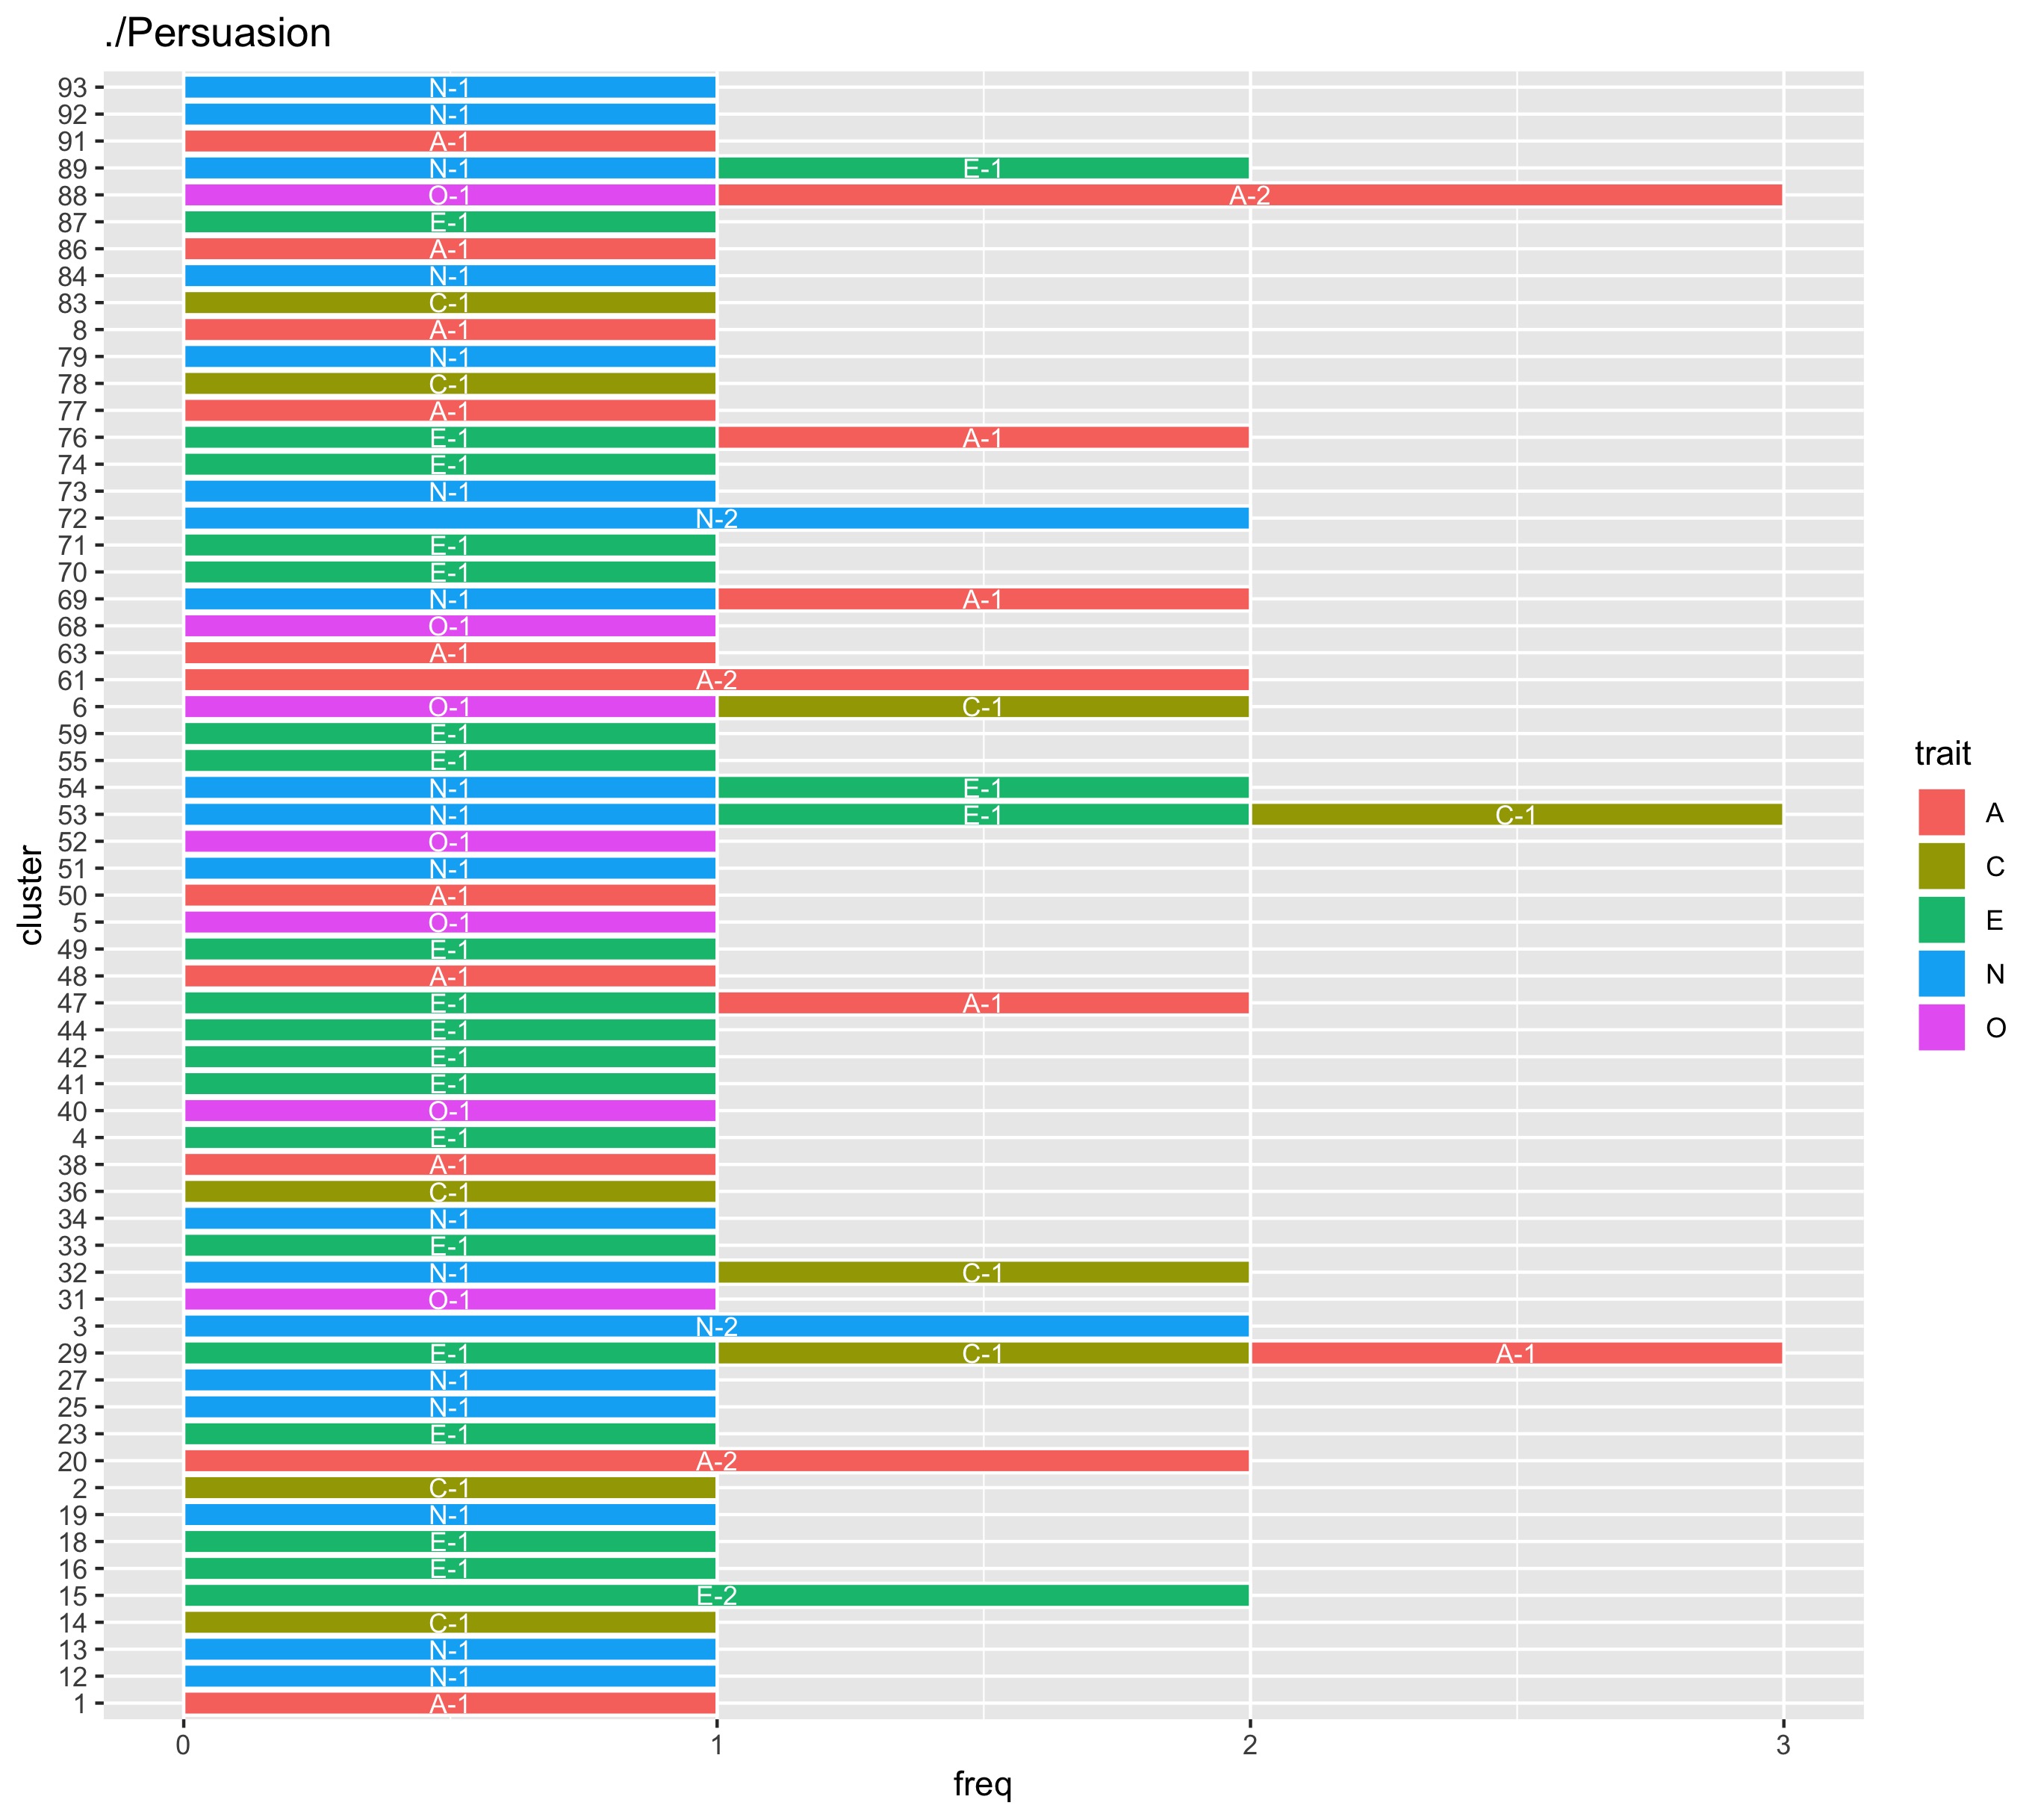 ./Persuasion
93 N-1
92 N-1
91 A-1
89 N-1 E-1
88 O-1 A-2
87 E-1
86 A-1
84 N-1
83 C-1
8 A-1
79 N-1
78 C-1
77 A-1
76 E-1 A-1
74 E-1
73 N-1
72 N-2
71 E-1
70 E-1
69 N-1 A-1
68 O-1
63 A-1
61 A-2
6 O-1 C-1
59 E-1
55 E-1
54 N-1 E-1
53 N-1 E-1 C-1
52 O-1
51 N-1
50 A-1
5 O-1
49 E-1
48 A-1
47 E-1 A-1
44 E-1
42 E-1
41 E-1
40 O-1
4 E-1
38 A-1
36 C-1
34 N-1
33 E-1
32 N-1 C-1
31 O-1
3 N-2
29 E-1 C-1 A-1
27 N-1
25 N-1
23 E-1
20 A-2
2 C-1
19 N-1
18 E-1
16 E-1
15 E-2
14 C-1
13 N-1
12 N-1
1 A-1
0 1 2 3
freq
cluster
trait
A
C
E
N
O